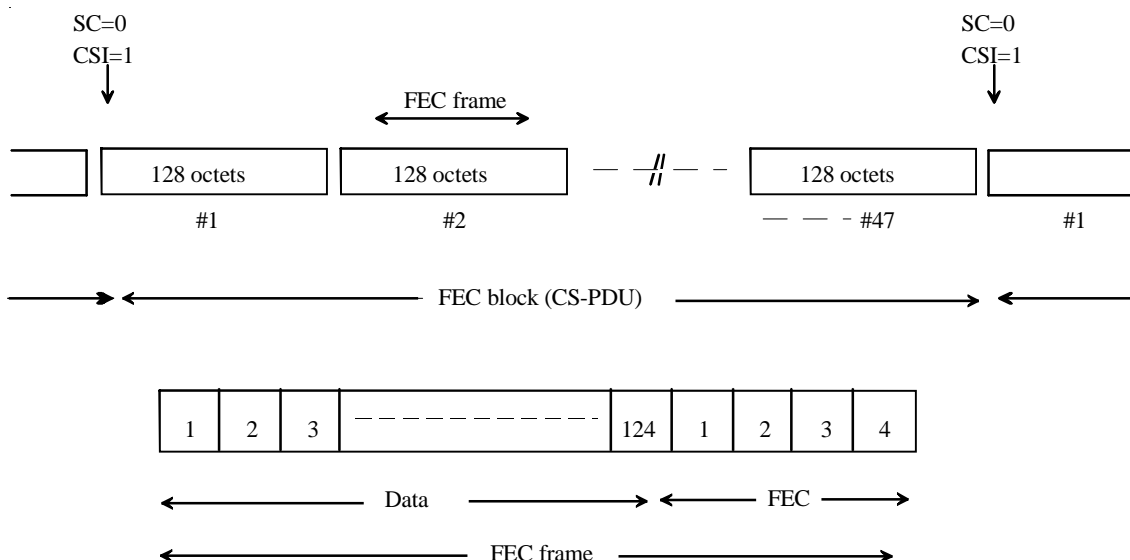 SC=0 SC=0
CSI=1 CSI=1
FEC frame
128 octets 128 octets 128 octets
#1 #2 #47 #1
FEC block (CS-PDU)
1 2 3 124 1 2 3 4
Data FEC
FEC frame